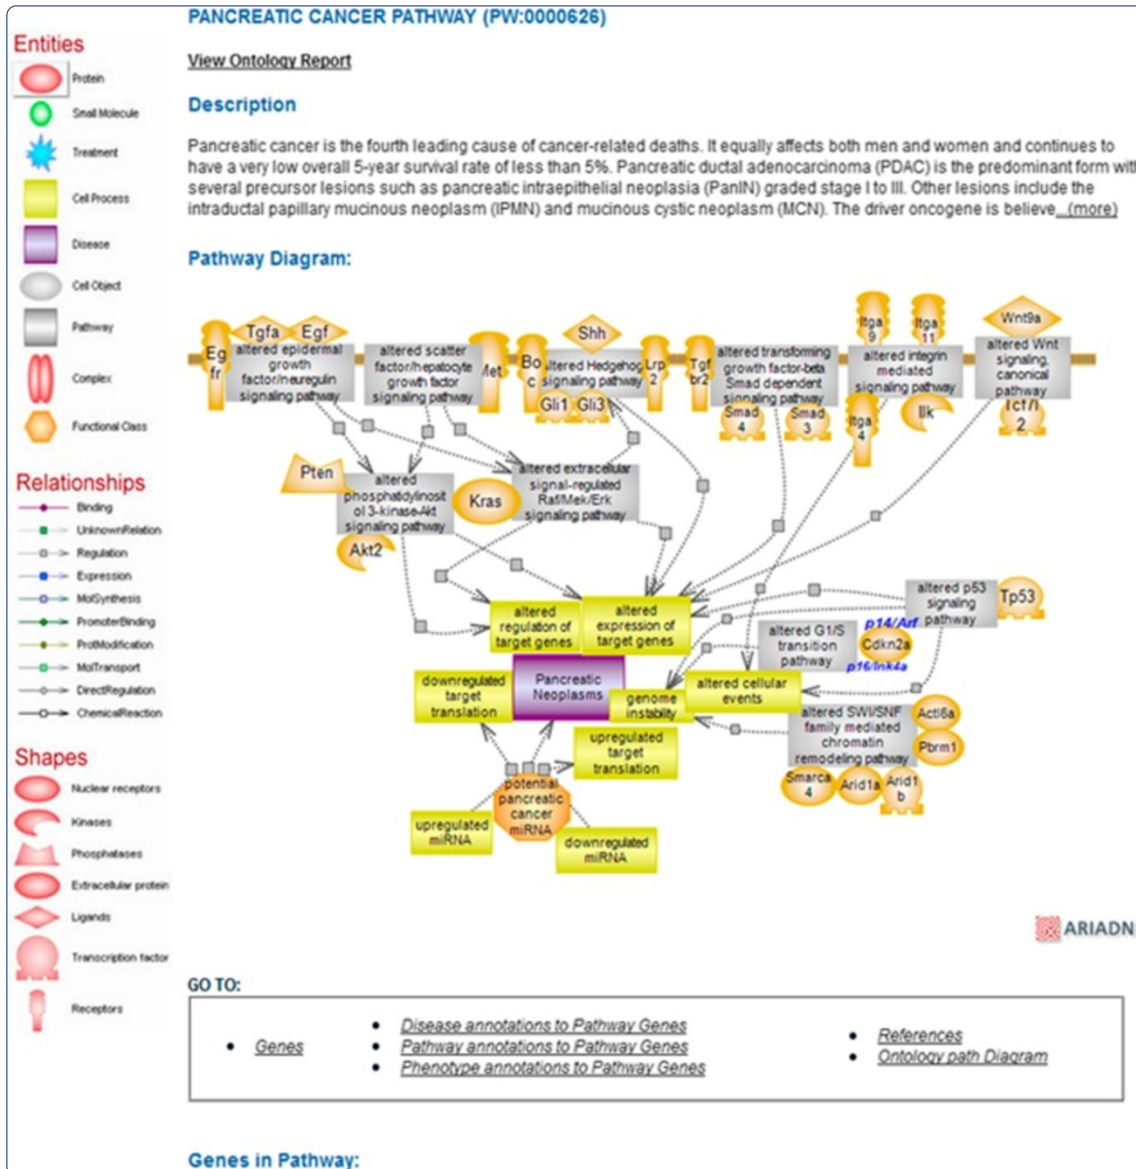 PANCREATIC CANCER PATHWAY (PW:0000626)
View Ontology Report
Description
Pancreatic cancer is the fourth leading cause of cancer-related deaths. It equally affects both men and women and continues to
have a very low overall 5-year survival rate of less than 5%. Pancreatic ductal adenocarcinoma (PDAC) is the predominant form with
several precursor lesions such as pancreatic intraepithelial neoplasia (PanIN) graded stage I to III. Other lesions include the
intraductal papillary mucinous neoplasm (IPMN) and mucinous cystic neoplasm (MCN). The driver oncogene is believe...(more)
Pathway Diagram:
Entities
Protein
Small Molecule
Treatment
Cell Process
Disease
Cell Object
Pathway
Complex
Functional Class
Relationships
Binding
UnknownRelation
Regulation
Expression
MolSynthesis
PromoterBinding
ProtModification
MolTransport
DirectRegulation
ChemicalReaction
Shapes
Nuclear receptors
Kinases
Phosphatases
Extracellular protein
Ligands
Transcription factor
Receptors
Eg
fr
Tgfa
Egf
altered epidermal
growth
factor/neuregulin
signaling pathway
altered scatter
factor/hepatocyte
growth factor
signaling pathway
Met
Bo
c
Shh
altered Hedgehog
signaling pathway
Gli1
Gli3
Lrp
2
Tgf
br2
altered transforming
growth factor-beta
Smad dependent
signaling pathway
Smad
4
Smad
3
Itga
9
Itga
11
altered integrin
mediated
signaling pathway
Itga
4
Ilk
Wnt9a
altered Wnt
signaling,
canonical
pathway
Tcf7l
2
Pten
altered
phosphatidylinosit
ol 3-kinase-Akt
signaling pathway
Akt2
Kras
altered extracellular
signal-regulated
Raf/Mek/Erk
signaling pathway
altered
regulation of
target genes
altered
expression of
target genes
altered p53
signaling
pathway
Tp53
altered G1/S
transition
pathway
p14/Arf
Cdkn2a
p16/Ink4a
downregulated
target
translation
Pancreatic
Neoplasms
genome
instability
altered cellular
events
upregulated
target
translation
altered SWI/SNF
family mediated
chromatin
remodeling pathway
Actl6a
Pbrm1
Smarca
4
Arid1a
Arid1
b
potential
pancreatic
cancer
miRNA
upregulated
miRNA
downregulated
miRNA
ARIADN
GO TO:
Genes
Disease annotations to Pathway Genes
Pathway annotations to Pathway Genes
Phenotype annotations to Pathway Genes
References
Ontology path Diagram
Genes in Pathway: